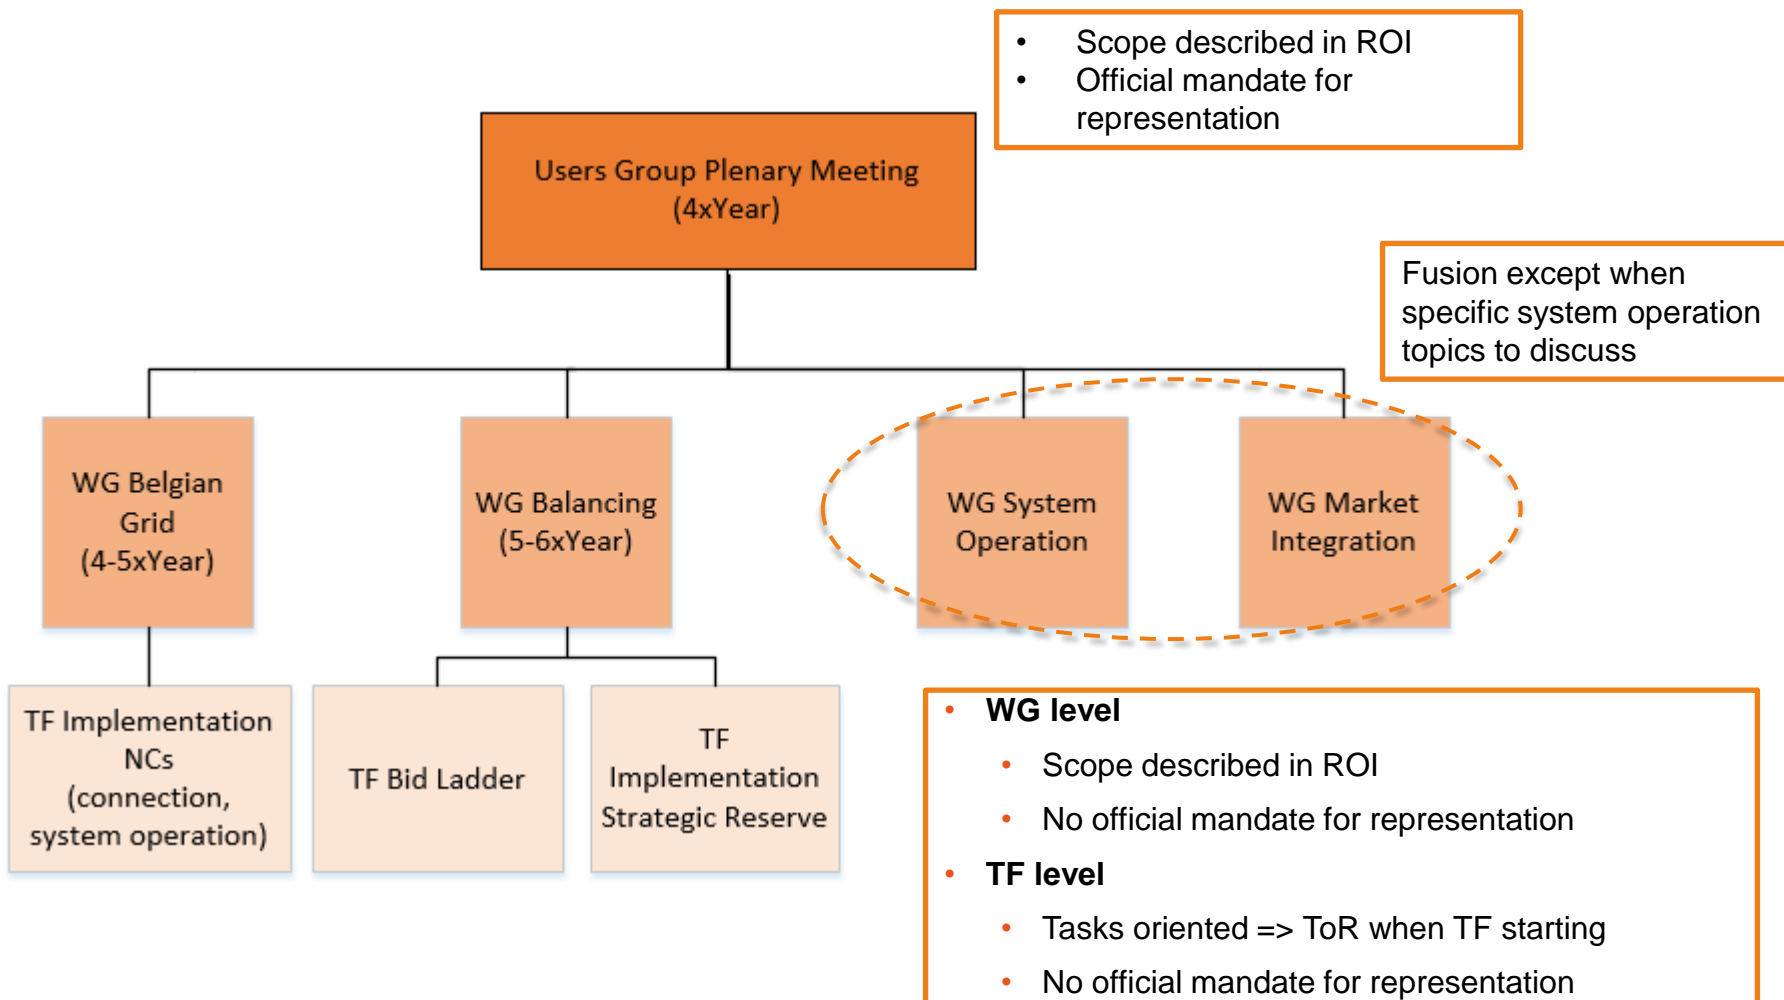 • Scope described in ROI
• Official mandate for
representation
Users Group Plenary Meeting
(4xYear)
Fusion except when
specific system operation
topics to discuss
WG Belgian
Grid
(4-5xYear)
WG Balancing
(5-6xYear)
WG System
Operation
WG Market
Integration
TF Implementation
NCs
(connection,
system operation)
TF Bid Ladder
TF
Implementation
Strategic Reserve
• WG level
• Scope described in ROI
• No official mandate for representation
• TF level
• Tasks oriented => ToR when TF starting
• No official mandate for representation